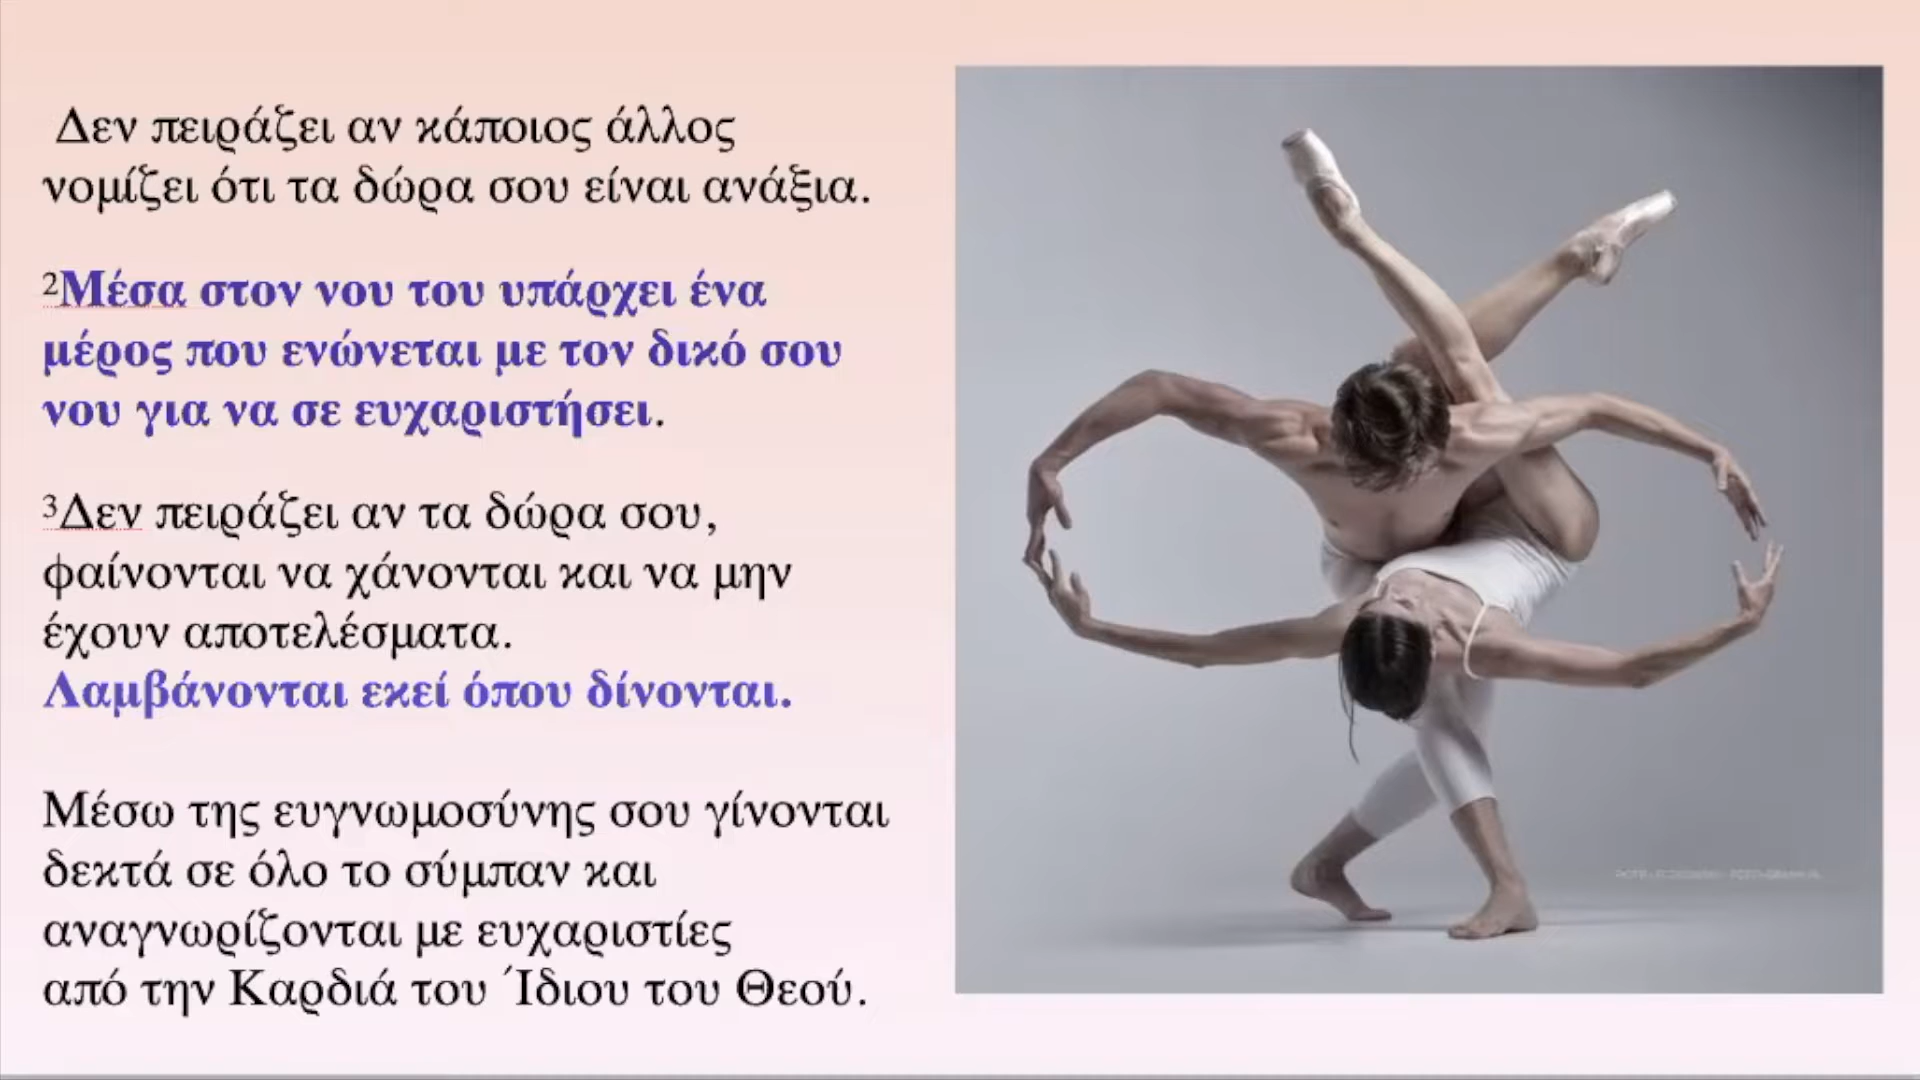 Δεν πειράζει αν κάποιος άλλος
νομίζει ότι τα δώρα σου είναι ανάξια.
²Μέσα στον νου του υπάρχει ένα
μέρος που ενώνεται με τον δικό σου
νου για να σε ευχαριστήσει.
³Δεν πειράζει αν τα δώρα σου,
φαίνονται να χάνονται και να μην
έχουν αποτελέσματα.
Λαμβάνονται εκεί όπου δίνονται.
Μέσω της ευγνωμοσύνης σου γίνονται
δεκτά σε όλο το σύμπαν και
αναγνωρίζονται με ευχαριστίες
από την Καρδιά του ΄Ιδιου του Θεού.